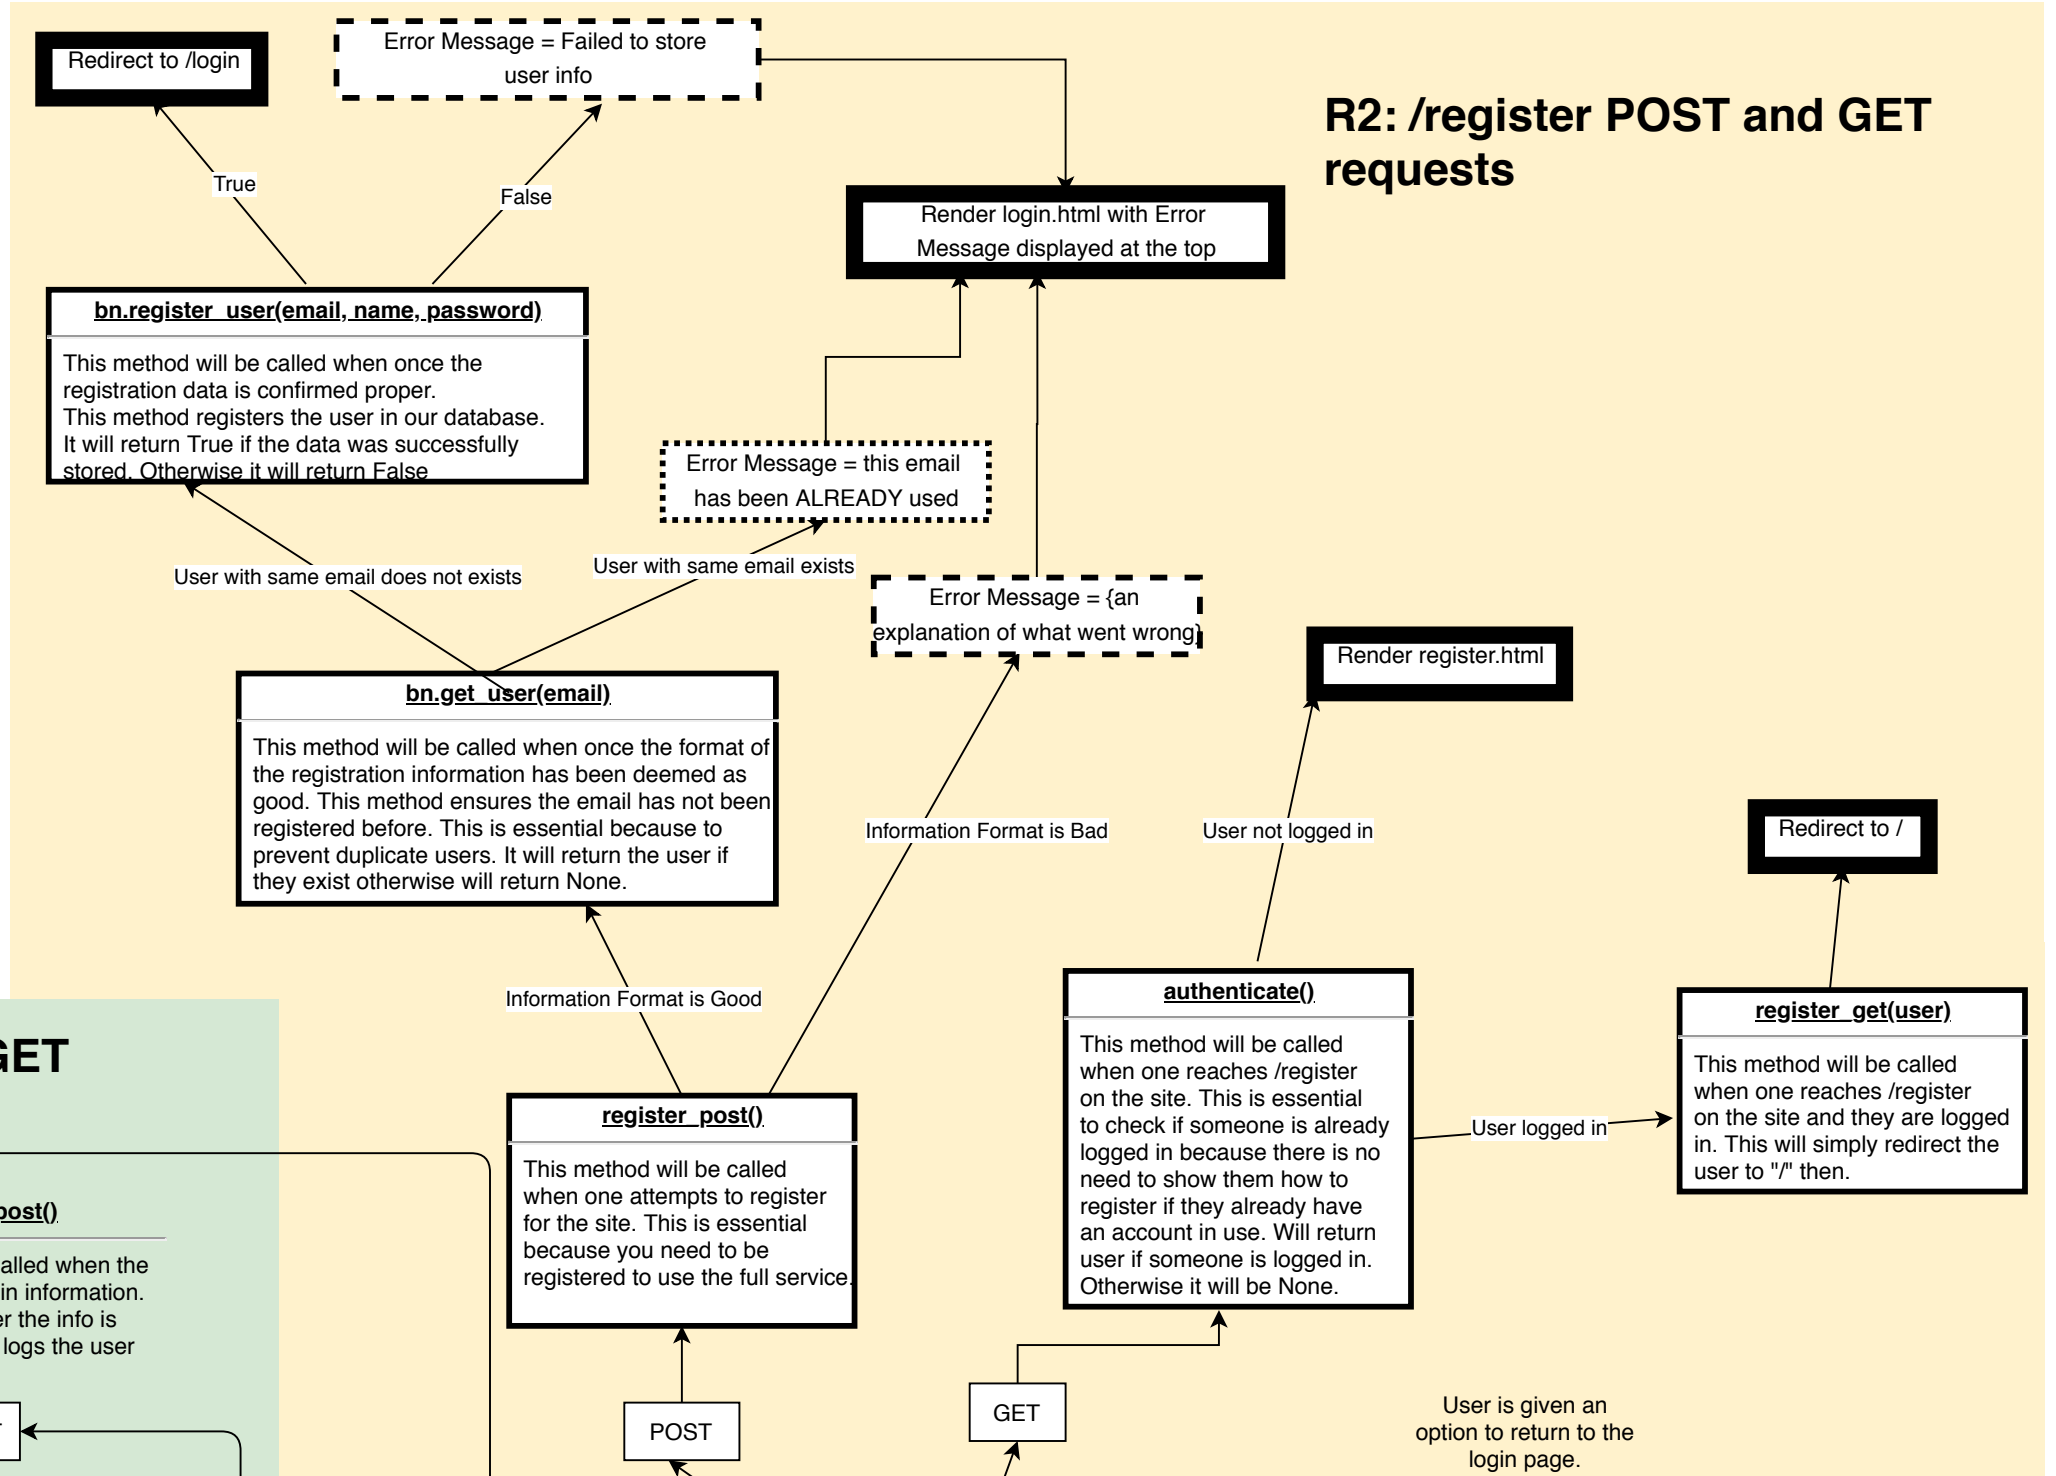 Redirect to /login
Error Message = Failed to store
user info
R2: /register POST and GET
requests
True
False
Render login.html with Error
Message displayed at the top
bn.register_user(email, name, password)
This method will be called when once the
registration data is confirmed proper.
This method registers the user in our database.
It will return True if the data was successfully
stored. Otherwise it will return False
Error Message = this email
has been ALREADY used
User with same email does not exists
User with same email exists
Error Message = {an
explanation of what went wrong}
Render register.html
bn.get_user(email)
This method will be called when once the format of
the registration information has been deemed as
good. This method ensures the email has not been
registered before. This is essential because to
prevent duplicate users. It will return the user if
they exist otherwise will return None.
Information Format is Bad
User not logged in
Redirect to /
Information Format is Good
authenticate()
This method will be called
when one reaches /register
on the site. This is essential
to check if someone is already
logged in because there is no
need to show them how to
register if they already have
an account in use. Will return
user if someone is logged in.
Otherwise it will be None.
User logged in
register_get(user)
This method will be called
when one reaches /register
on the site and they are logged
in. This will simply redirect the
user to "/" then.
register_post()
This method will be called
when one attempts to register
for the site. This is essential
because you need to be
registered to use the full service.
GET
post()
alled when the
in information.
er the info is
logs the user
POST
GET
User is given an
option to return to the
login page.